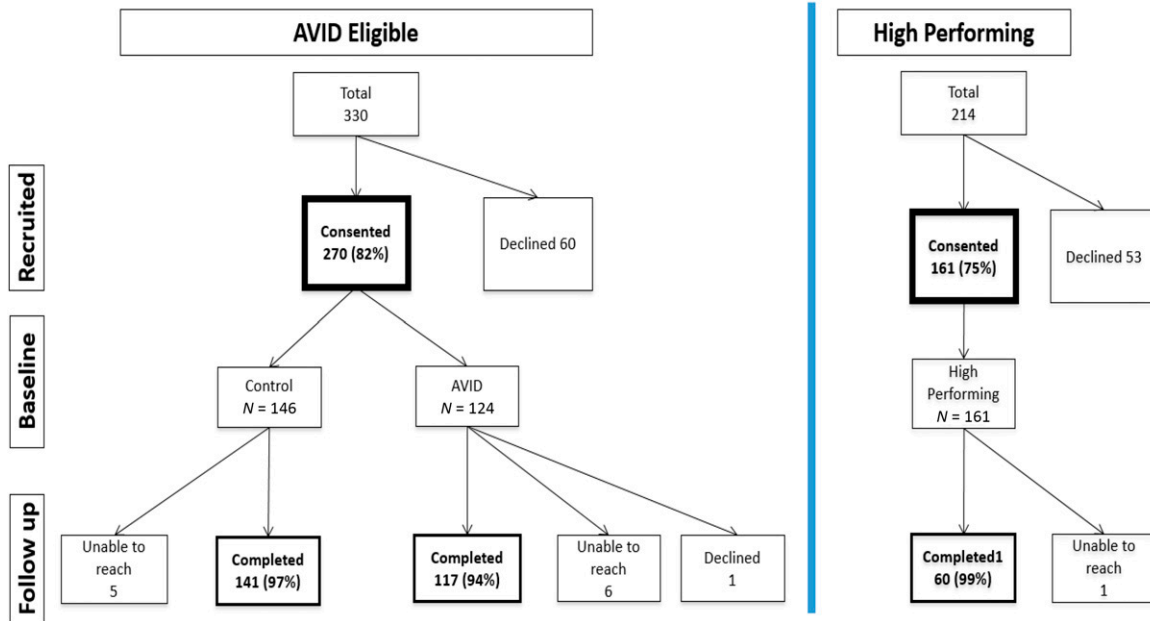 AVID Eligible
High Performing
Total
330
Total
214
Recruited
Consented
270 (82%)
Declined 60
Consented
161 (75%)
Declined 53
Baseline
Control
N = 146
AVID
N = 124
High
Performing
N = 161
Follow up
Unable to
reach
5
Completed
141 (97%)
Completed
117 (94%)
Unable to
reach
6
Declined
1
Completed1
60 (99%)
Unable to
reach
1